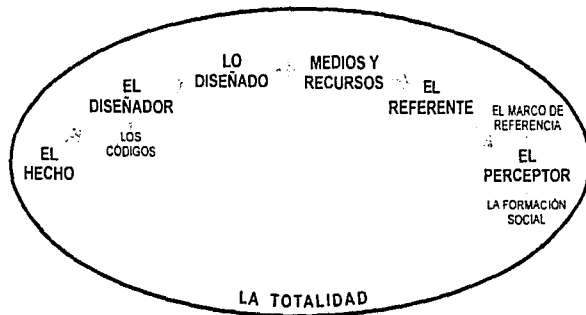 EL
HECHO
EL
DISEÑADOR
LOS
CÓDIGOS
LO
DISEÑADO
MEDIOS Y
RECURSOS
EL
REFERENTE
EL MARCO DE
REFERENCIA
EL
PERCEPTOR
LA FORMACIÓN
SOCIAL
LA TOTALIDAD